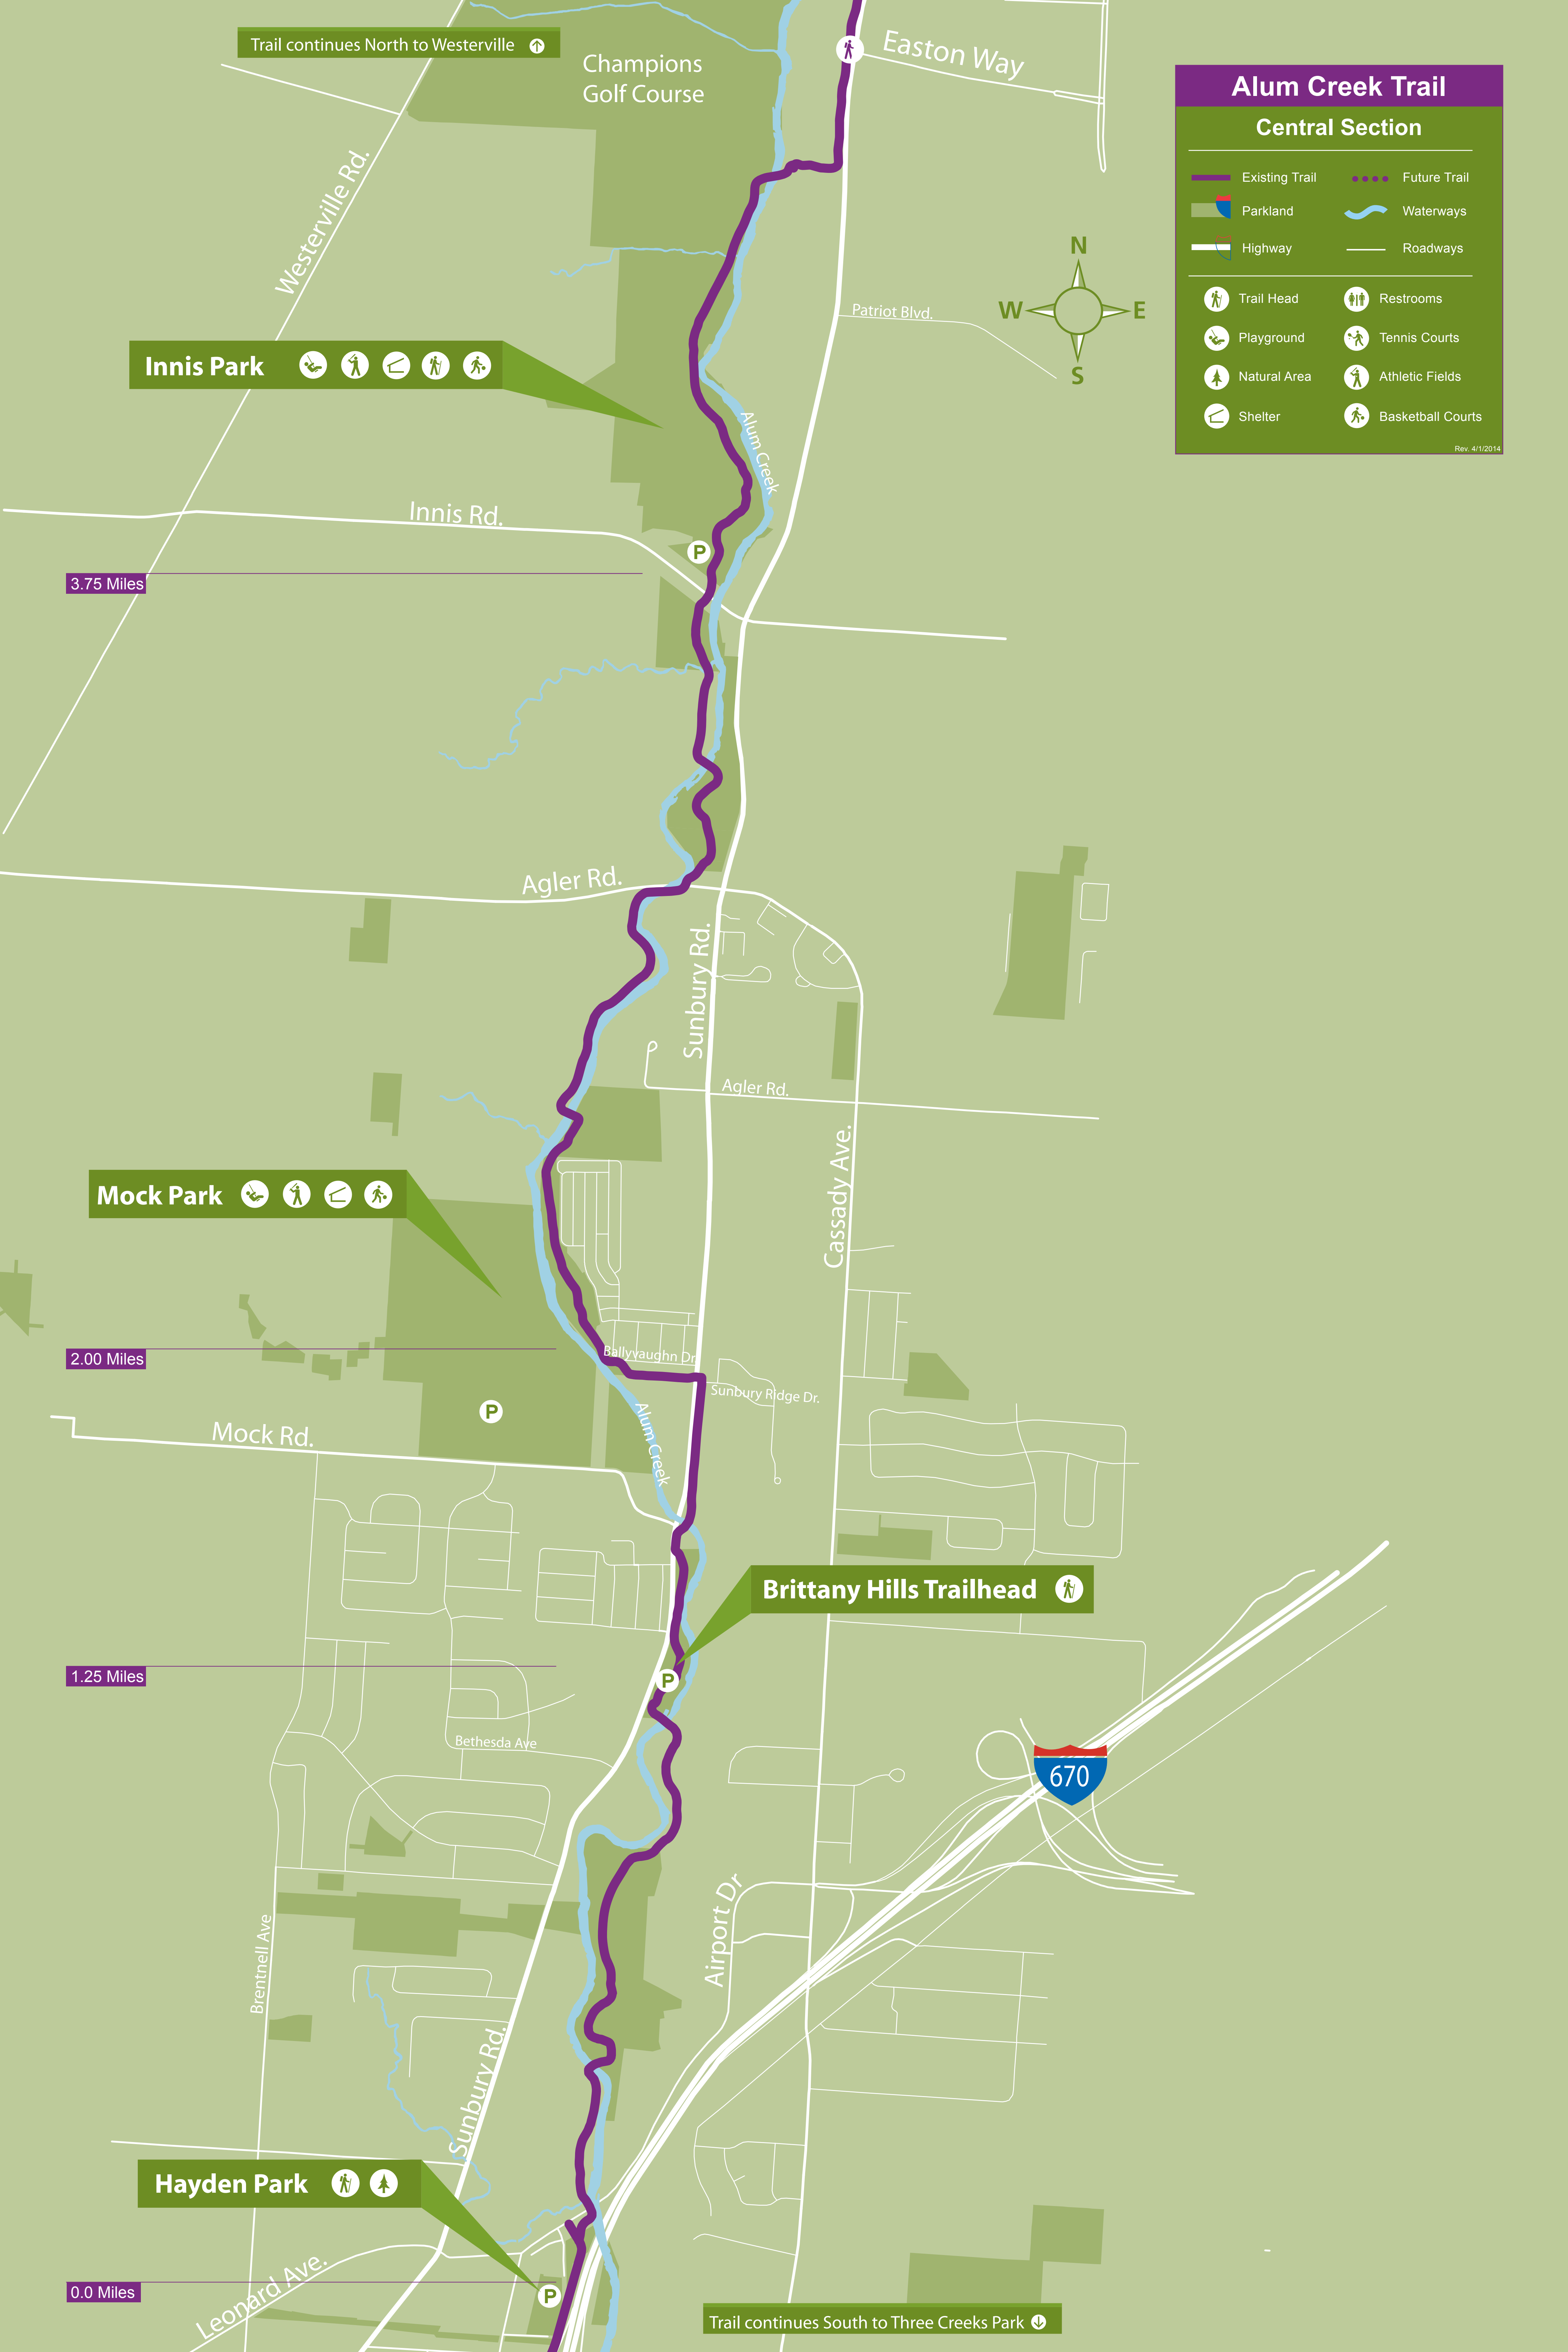 Trail continues North to Westerville
Champions
Golf Course
Easton Way
Alum Creek Trail
Central Section
Existing Trail
Future Trail
Parkland
Waterways
Highway
Roadways
Trail Head
Restrooms
Playground
Tennis Courts
Natural Area
Athletic Fields
Shelter
Basketball Courts
Rev. 4/1/2014
Westerville Rd.
N
W
E
S
Patriot Blvd.
Innis Park
Alum Creek
Innis Rd.
P
3.75 Miles
Agler Rd.
Sunbury Rd.
Agler Rd.
Cassady Ave.
Mock Park
2.00 Miles
Ballyvaughn Dr
Sunbury Ridge Dr.
P
Mock Rd.
Alum Creek
Brittany Hills Trailhead
1.25 Miles
P
Bethesda Ave
670
Airport Dr
Brentnell Ave
Sunbury Rd.
Hayden Park
0.0 Miles
P
Leonard Ave.
Trail continues South to Three Creeks Park